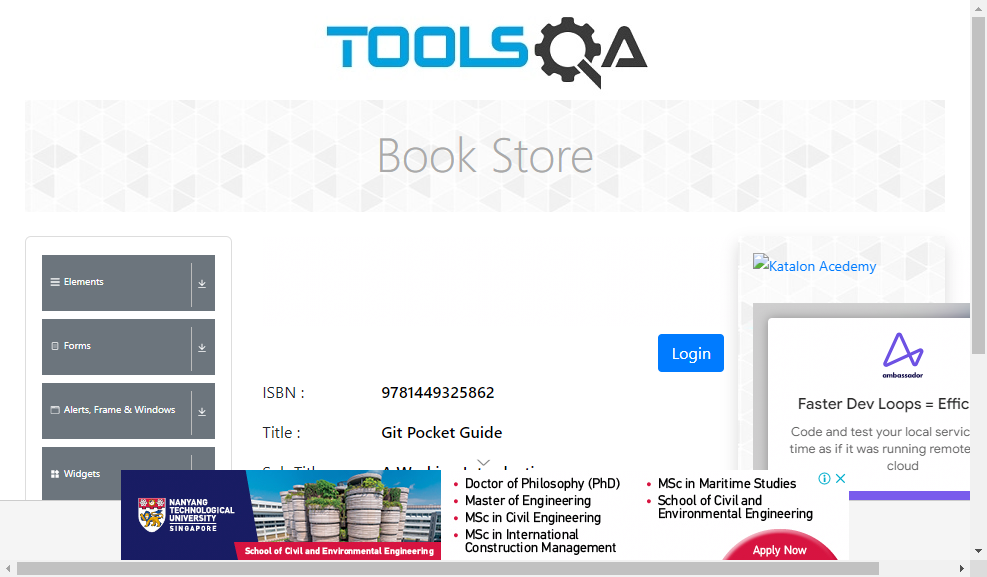 TOOLSQA
Book Store
Elements
Forms
Alerts, Frame & Windows
Widgets
Login
ISBN :
9781449325862
Title :
Git Pocket Guide
Katalon Acedemy
ambassador
Faster Dev Loops = Effic
Code and test your local servic
time as if it was running remote
cloud
NANYANG
TECHNOLOGICAL
UNIVERSITY
SINGAPORE
School of Civil and Environmental Engineering
• Doctor of Philosophy (PhD)
• Master of Engineering
• MSc in Civil Engineering
• MSc in International
Construction Management
• MSc in Maritime Studies
• School of Civil and
Environmental Engineering
Apply Now